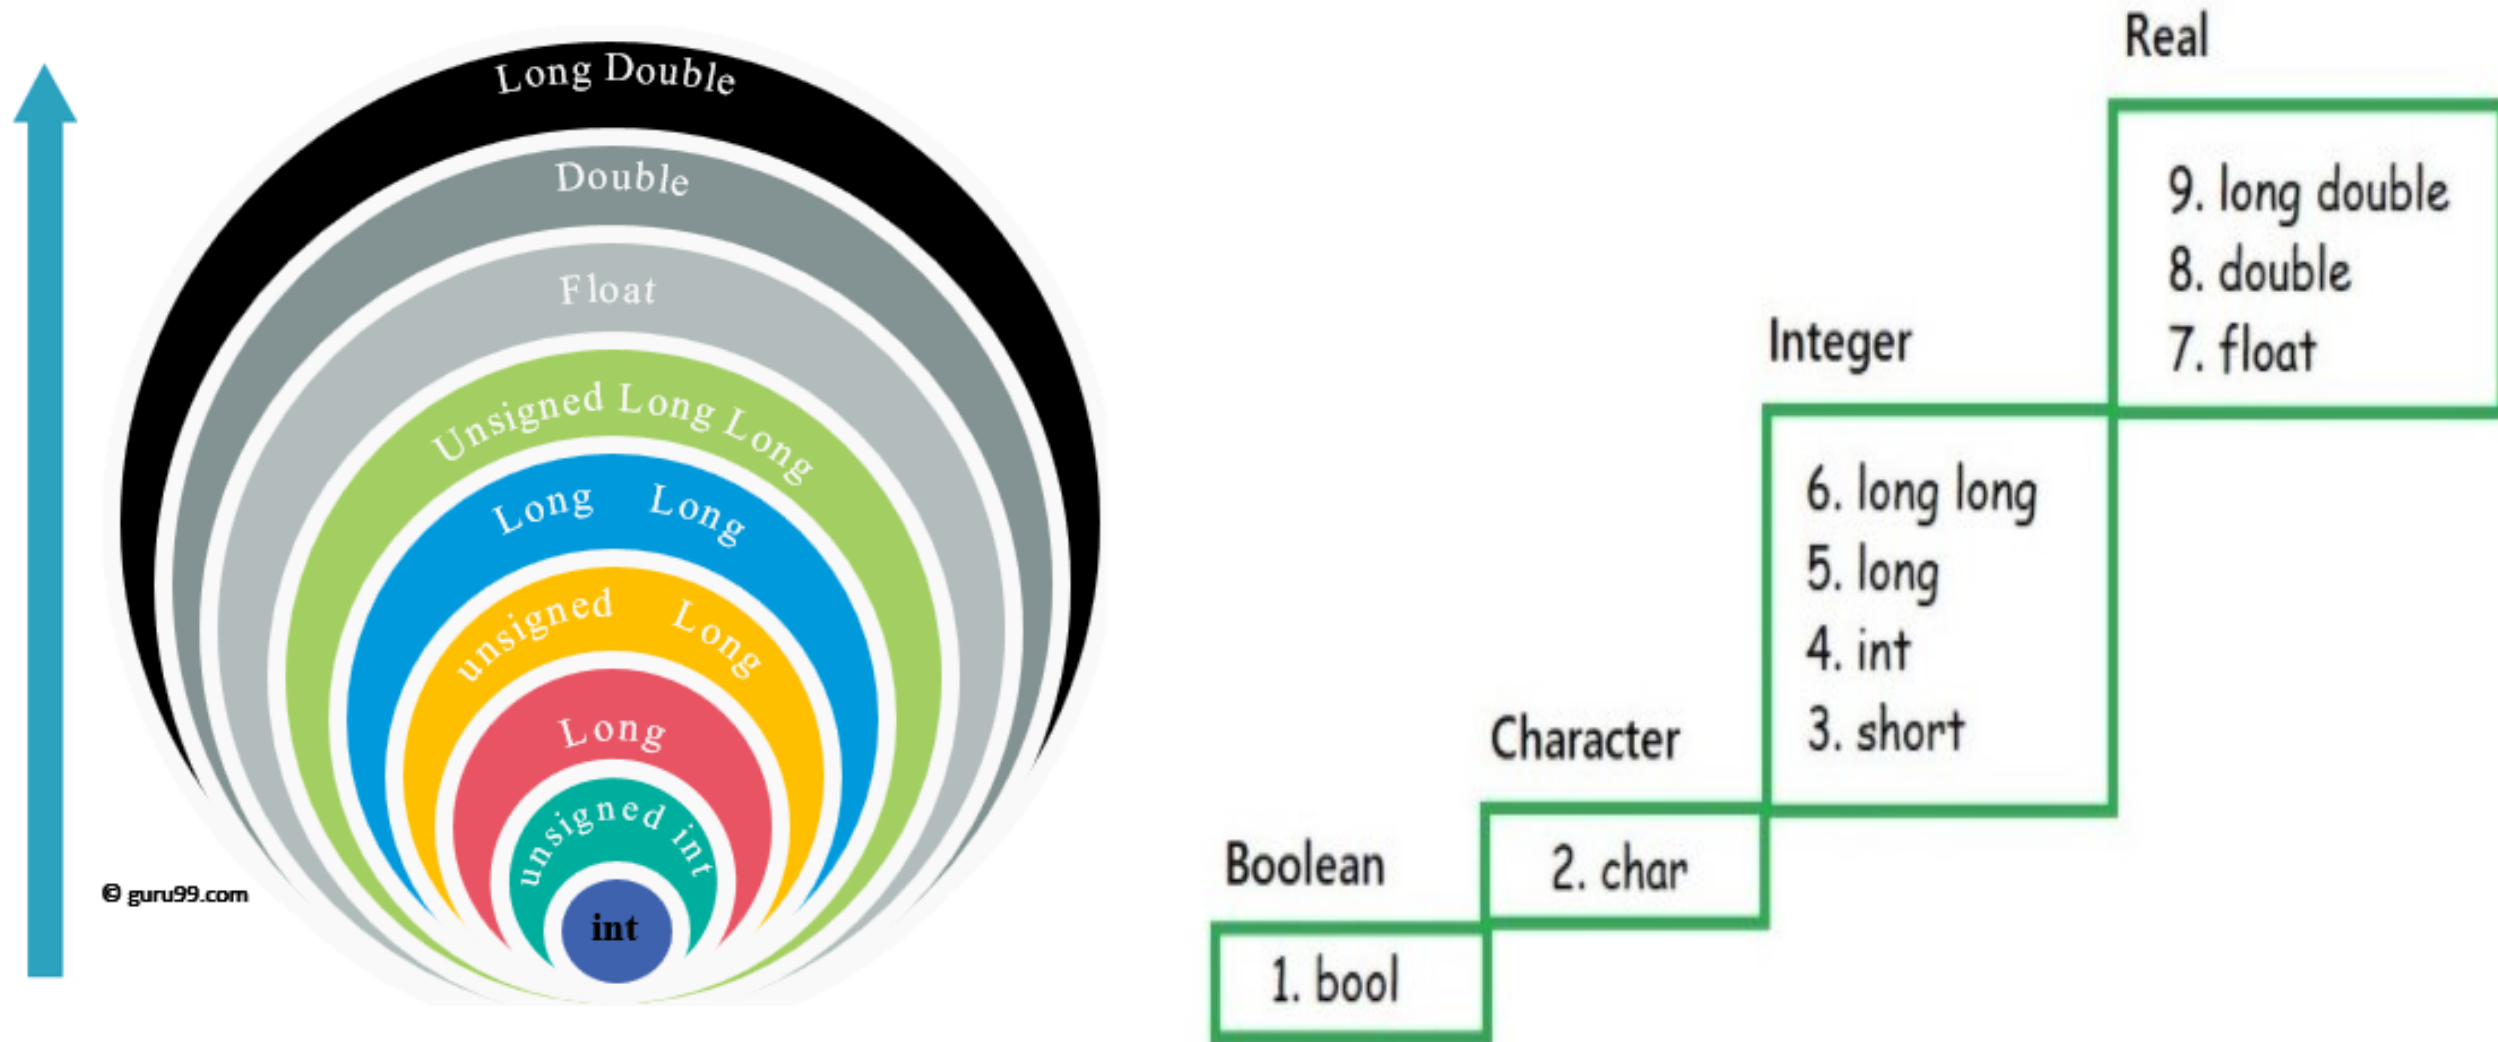 Long Double
Double
Float
Unsigned Long Long
Long Long
unsigned Long
Long
unsigned int
int
© guru99.com
Real
9. long double
8. double
7. float
Integer
6. long long
5. long
4. int
3. short
Character
2. char
Boolean
1. bool